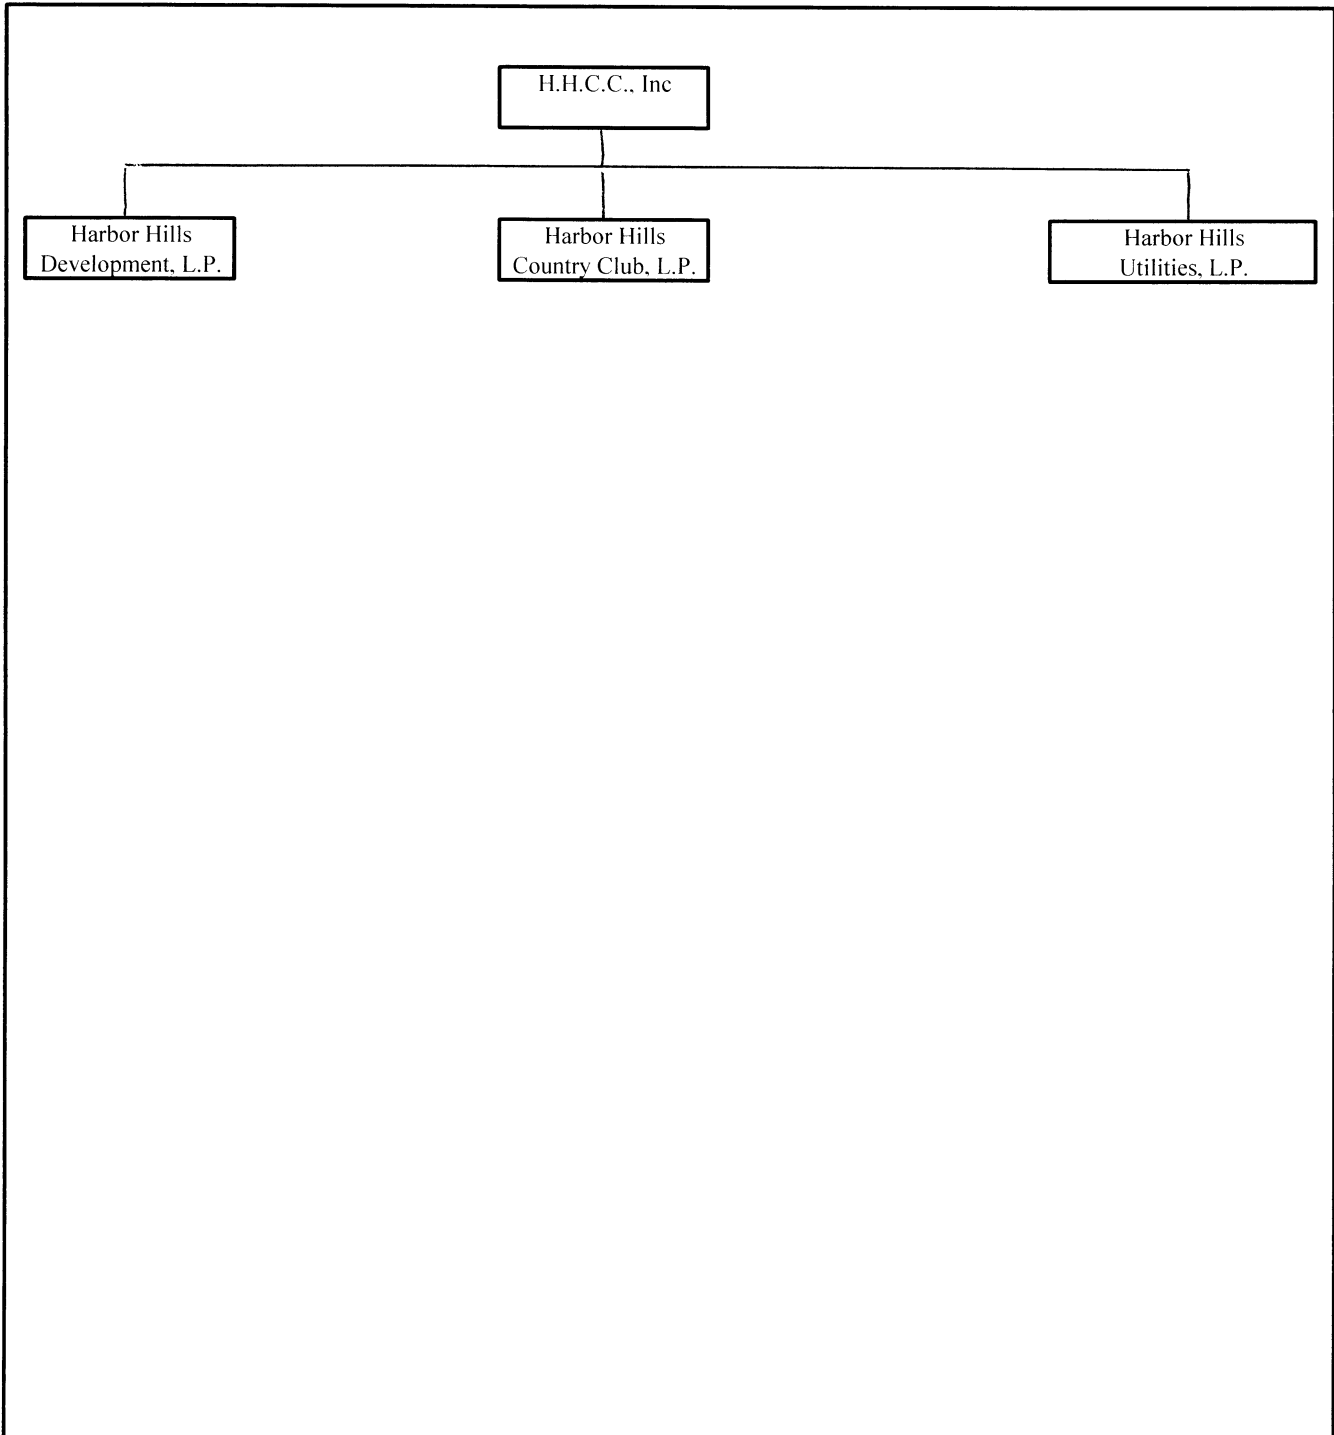 H.H.C.C., Inc
Harbor Hills
Development, L.P.
Harbor Hills
Country Club, L.P.
Harbor Hills
Utilities, L.P.